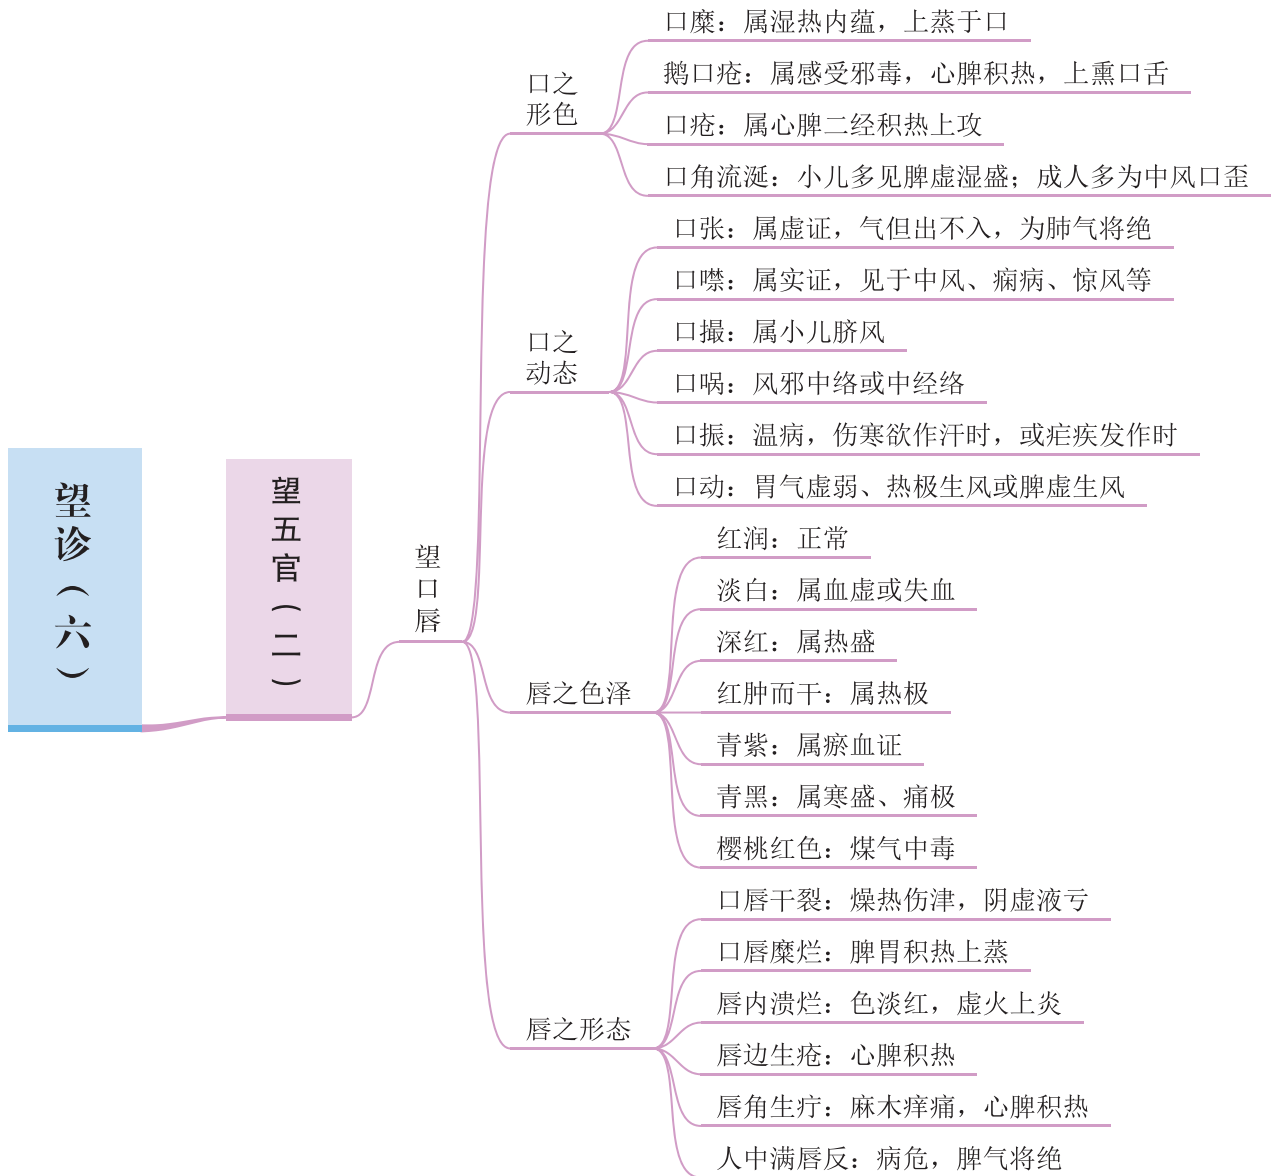 望诊（六）
望五官（二）
望口唇
口之
形色
口糜：属湿热内蕴，上蒸于口
鹅口疮：属感受邪毒，心脾积热，上熏口舌
口疮：属心脾二经积热上攻
口角流涎：小儿多见脾虚湿盛；成人多为中风口歪
口之
动态
口张：属虚证，气但出不入，为肺气将绝
口噤：属实证，见于中风、痫病、惊风等
口撮：属小儿脐风
口㖞：风邪中络或中经络
口振：温病，伤寒欲作汗时，或疟疾发作时
口动：胃气虚弱、热极生风或脾虚生风
唇之色泽
红润：正常
淡白：属血虚或失血
深红：属热盛
红肿而干：属热极
青紫：属瘀血证
青黑：属寒盛、痛极
樱桃红色：煤气中毒
唇之形态
口唇干裂：燥热伤津，阴虚液亏
口唇糜烂：脾胃积热上蒸
唇内溃烂：色淡红，虚火上炎
唇边生疮：心脾积热
唇角生疔：麻木痒痛，心脾积热
人中满唇反：病危，脾气将绝